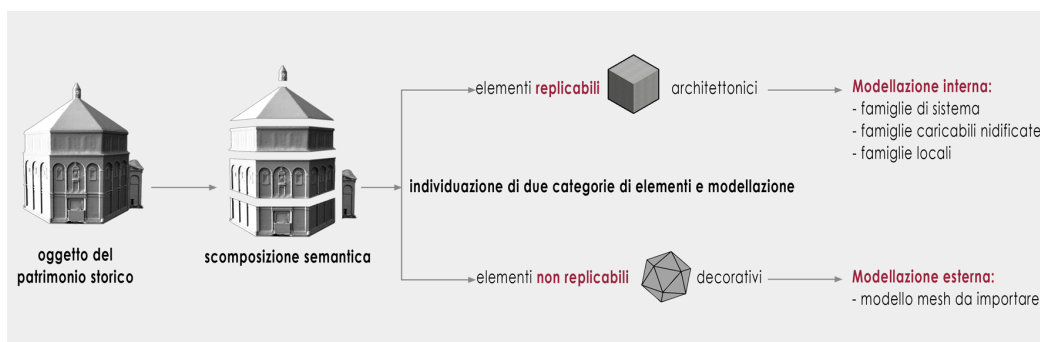 oggetto del
patrimonio storico
scomposizione semantica
individuazione di due categorie di elementi e modellazione
elementi replicabili architettonici
Modellazione interna:
- famiglie di sistema
- famiglie caricabili nidificate
- famiglie locali
elementi non replicabili decorativi
Modellazione esterna:
- modello mesh da importare